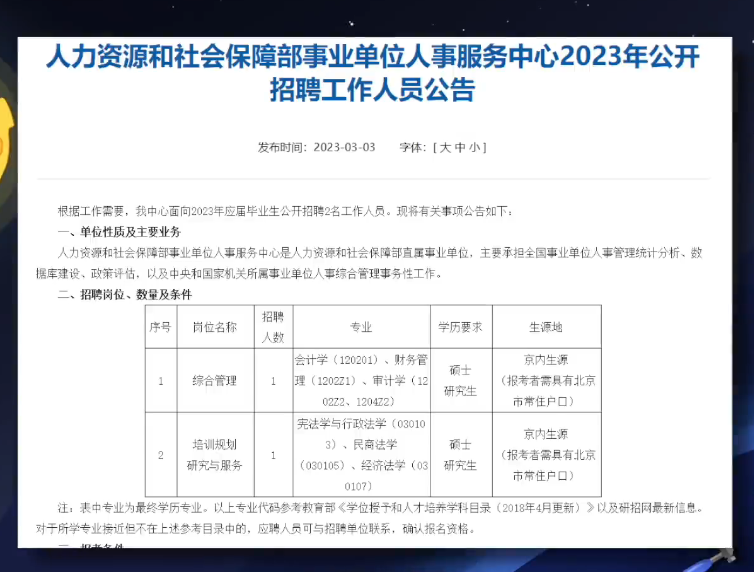 人力资源和社会保障部事业单位人事服务中心2023年公开
招聘工作人员公告
发布时间：2023-03-03 字体：[ 大 中 小 ]
根据工作需要，我中心面向2023年应届毕业生公开招聘2名工作人员。现将有关事项公告如下：
一、单位性质及主要业务
人力资源和社会保障部事业单位人事服务中心是人力资源和社会保障部直属事业单位，主要承担全国事业单位人事管理统计分析、数
据库建设、政策评估，以及中央和国家机关所属事业单位人事综合管理事务性工作。
二、招聘岗位、数量及条件
序号 岗位名称 招聘人数 专业 学历要求 生源地
1 综合管理 1 会计学（120201）、财务管理（1202Z1）、审计学（1202Z2、1204Z2） 硕士研究生 京内生源（报考者需具有北京市常住户口）
2 培训规划研究与服务 1 宪法学与行政法学（030103）、民商法学（030105）、经济法学（030107） 硕士研究生 京内生源（报考者需具有北京市常住户口）
注：表中专业为最终学历专业。以上专业代码参考教育部《学位授予和人才培养学科目录（2018年4月更新）》以及研招网最新信息。
对于所学专业接近但不在上述参考目录中的，应聘人员可与招聘单位联系，确认报名资格。